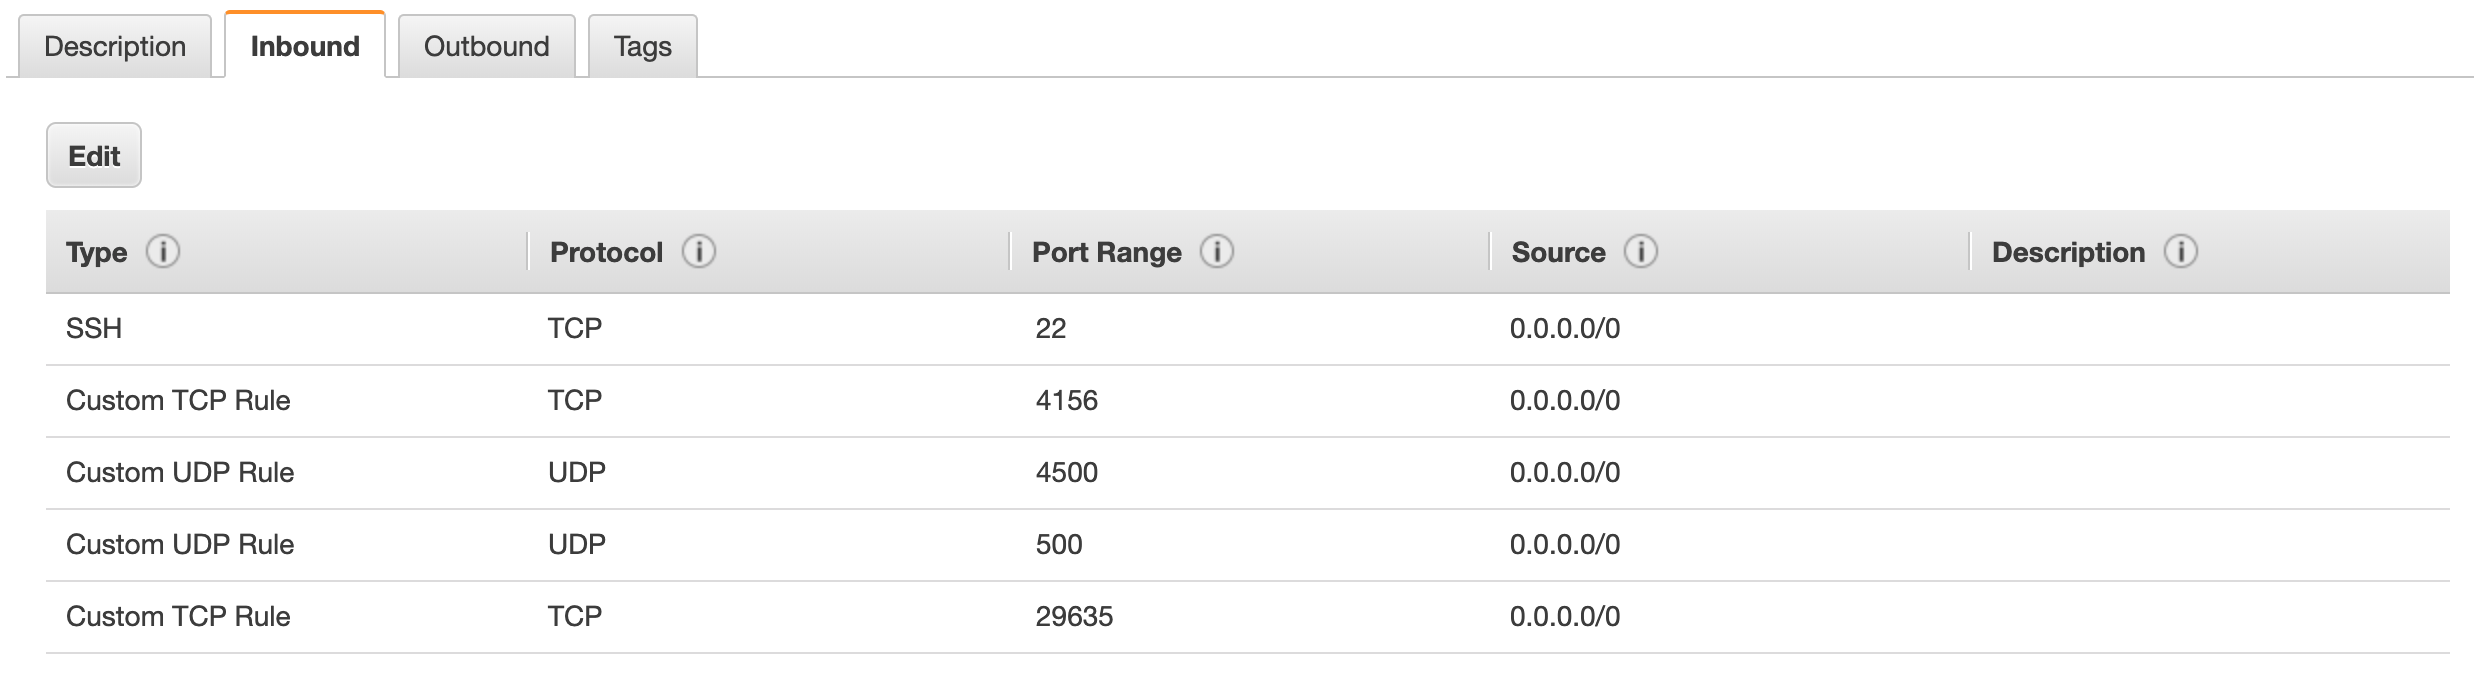 Description Inbound Outbound Tags
Edit
Type Protocol Port Range Source Description
SSH TCP 22 0.0.0.0/0
Custom TCP Rule TCP 4156 0.0.0.0/0
Custom UDP Rule UDP 4500 0.0.0.0/0
Custom UDP Rule UDP 500 0.0.0.0/0
Custom TCP Rule TCP 29635 0.0.0.0/0